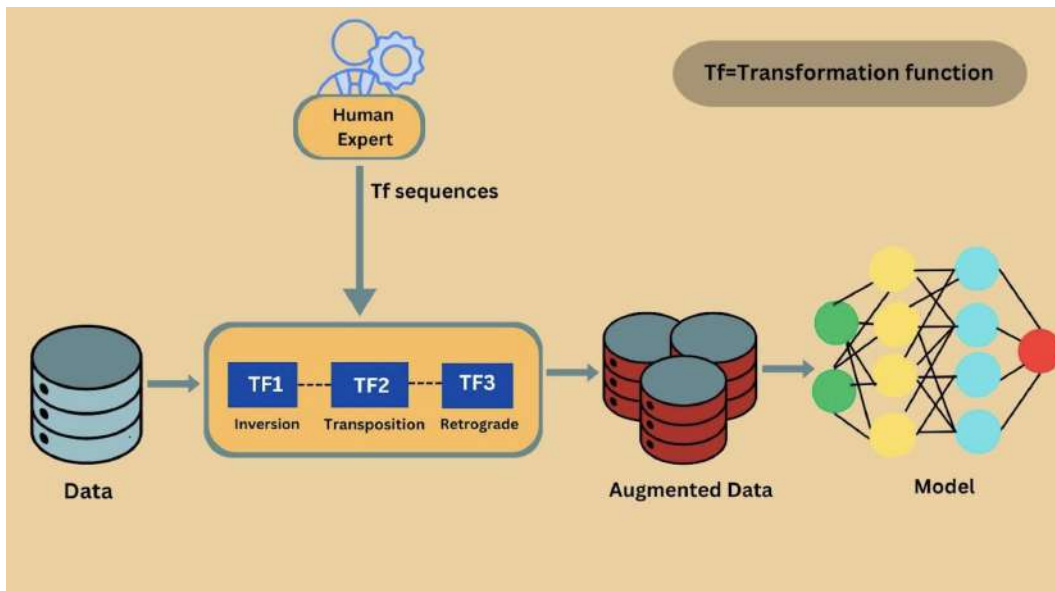 Human
Expert
Tf=Transformation function
Tf sequences
TF1
TF2
TF3
Inversion
Transposition
Retrograde
Data
Augmented Data
Model